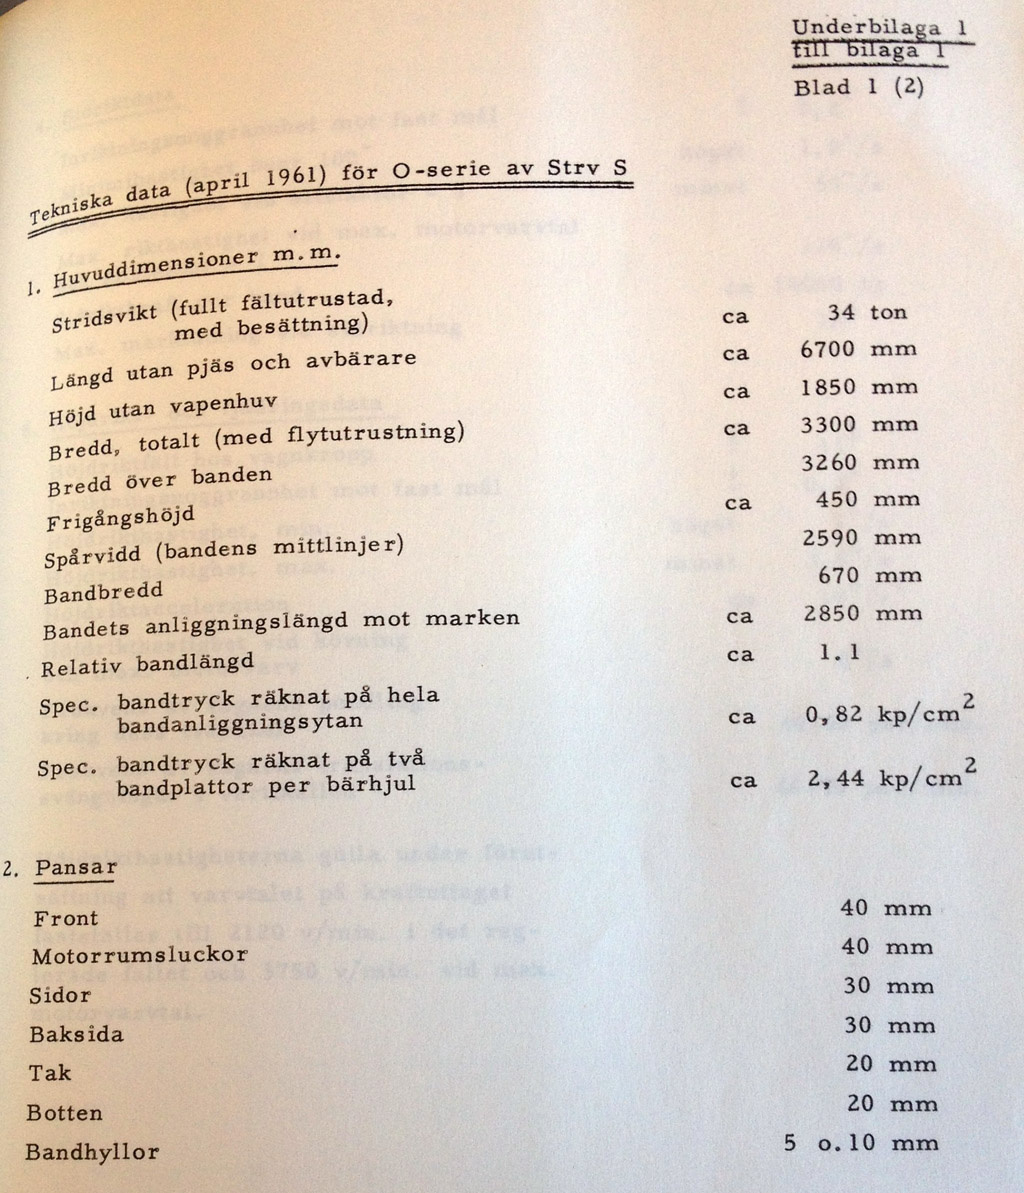 Underbilaga 1
till bilaga 1
Blad 1 (2)
Tekniska data (april 1961) för O-serie av Strv S
1. Huvuddimensioner m.m.
Stridsvikt (fullt fältutrustad,
med besättning) ca 34 ton
Längd utan pjäs och avbärare ca 6700 mm
Höjd utan vapenhuv ca 1850 mm
Bredd, totalt (med flytutrustning) ca 3300 mm
Bredd över banden 3260 mm
Frigångshöjd ca 450 mm
Spårvidd (bandens mittlinjer) 2590 mm
Bandbredd 670 mm
Bandets anliggningslängd mot marken ca 2850 mm
Relativ bandlängd ca 1.1
Spec. bandtryck räknat på hela
bandanliggningsytan ca 0,82 kp/cm²
Spec. bandtryck räknat på två
bandplattor per bärhjul ca 2,44 kp/cm²
2. Pansar
Front 40 mm
Motorrumsluckor 40 mm
Sidor 30 mm
Baksida 30 mm
Tak 20 mm
Botten 20 mm
Bandhyllor 5 o. 10 mm